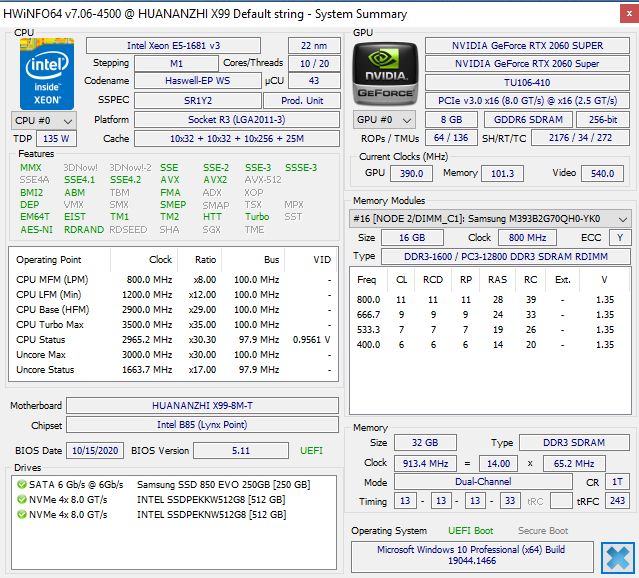 HWiNFO64 v7.06-4500 @ HUANANZHI X99 Default string - System Summary
CPU
intel inside™ XEON®
Intel Xeon E5-1681 v3 22 nm
Stepping M1 Cores/Threads 10 / 20
Codename Haswell-EP WS µCU 43
SSPEC SR1Y2 Prod. Unit
CPU #0 Platform Socket R3 (LGA2011-3)
TDP 135 W Cache 10x32 + 10x32 + 10x256 + 25M
Features
MMX 3DNow! 3DNow!-2 SSE SSE-2 SSE-3 SSSE-3
SSE4A SSE4.1 SSE4.2 AVX AVX2 AVX-512
BMI2 ABM TBM FMA ADX XOP
DEP VMX SMX SMEP SMAP TSX MPX
EM64T EIST TM1 TM2 HTT Turbo SST
AES-NI RDRAND RDSEED SHA SGX TME
Operating Point Clock Ratio Bus VID
CPU MFM (LPM) 800.0 MHz x8.00 100.0 MHz -
CPU LFM (Min) 1200.0 MHz x12.00 100.0 MHz -
CPU Base (HFM) 2900.0 MHz x29.00 100.0 MHz -
CPU Turbo Max 3500.0 MHz x35.00 100.0 MHz -
CPU Status 2965.2 MHz x30.30 97.9 MHz 0.9561 V
Uncore Max 3000.0 MHz x30.00 100.0 MHz -
Uncore Status 1663.7 MHz x17.00 97.9 MHz -
Motherboard HUANANZHI X99-8M-T
Chipset Intel B85 (Lynx Point)
BIOS Date 10/15/2020 BIOS Version 5.11 UEFI
Drives
SATA 6 Gb/s @ 6Gb/s Samsung SSD 850 EVO 250GB [250 GB]
NVMe 4x 8.0 GT/s INTEL SSDPEKKW512G8 [512 GB]
NVMe 4x 8.0 GT/s INTEL SSDPEKNW512G8 [512 GB]
GPU
NVIDIA GEFORCE
NVIDIA GeForce RTX 2060 SUPER
NVIDIA GeForce RTX 2060 Super
TU106-410
PCIe v3.0 x16 (8.0 GT/s) @ x16 (2.5 GT/s)
GPU #0 8 GB GDDR6 SDRAM 256-bit
ROPs / TMUs 64 / 136 SH/RT/TC 2176 / 34 / 272
Current Clocks (MHz)
GPU 390.0 Memory 101.3 Video 540.0
Memory Modules
#16 [NODE 2/DIMM_C1]: Samsung M393B2G70QH0-YK0
Size 16 GB Clock 800 MHz ECC Y
Type DDR3-1600 / PC3-12800 DDR3 SDRAM RDIMM
Freq CL RCD RP RAS RC Ext. V
800.0 11 11 11 28 39 - 1.35
666.7 9 9 9 24 33 - 1.35
533.3 7 7 7 19 26 - 1.35
400.0 6 6 6 14 20 - 1.35
Memory
Size 32 GB Type DDR3 SDRAM
Clock 913.4 MHz = 14.00 x 65.2 MHz
Mode Dual-Channel CR 1T
Timing 13 - 13 - 13 - 33 tRC tRFC 243
Operating System UEFI Boot Secure Boot
Microsoft Windows 10 Professional (x64) Build
19044.1466